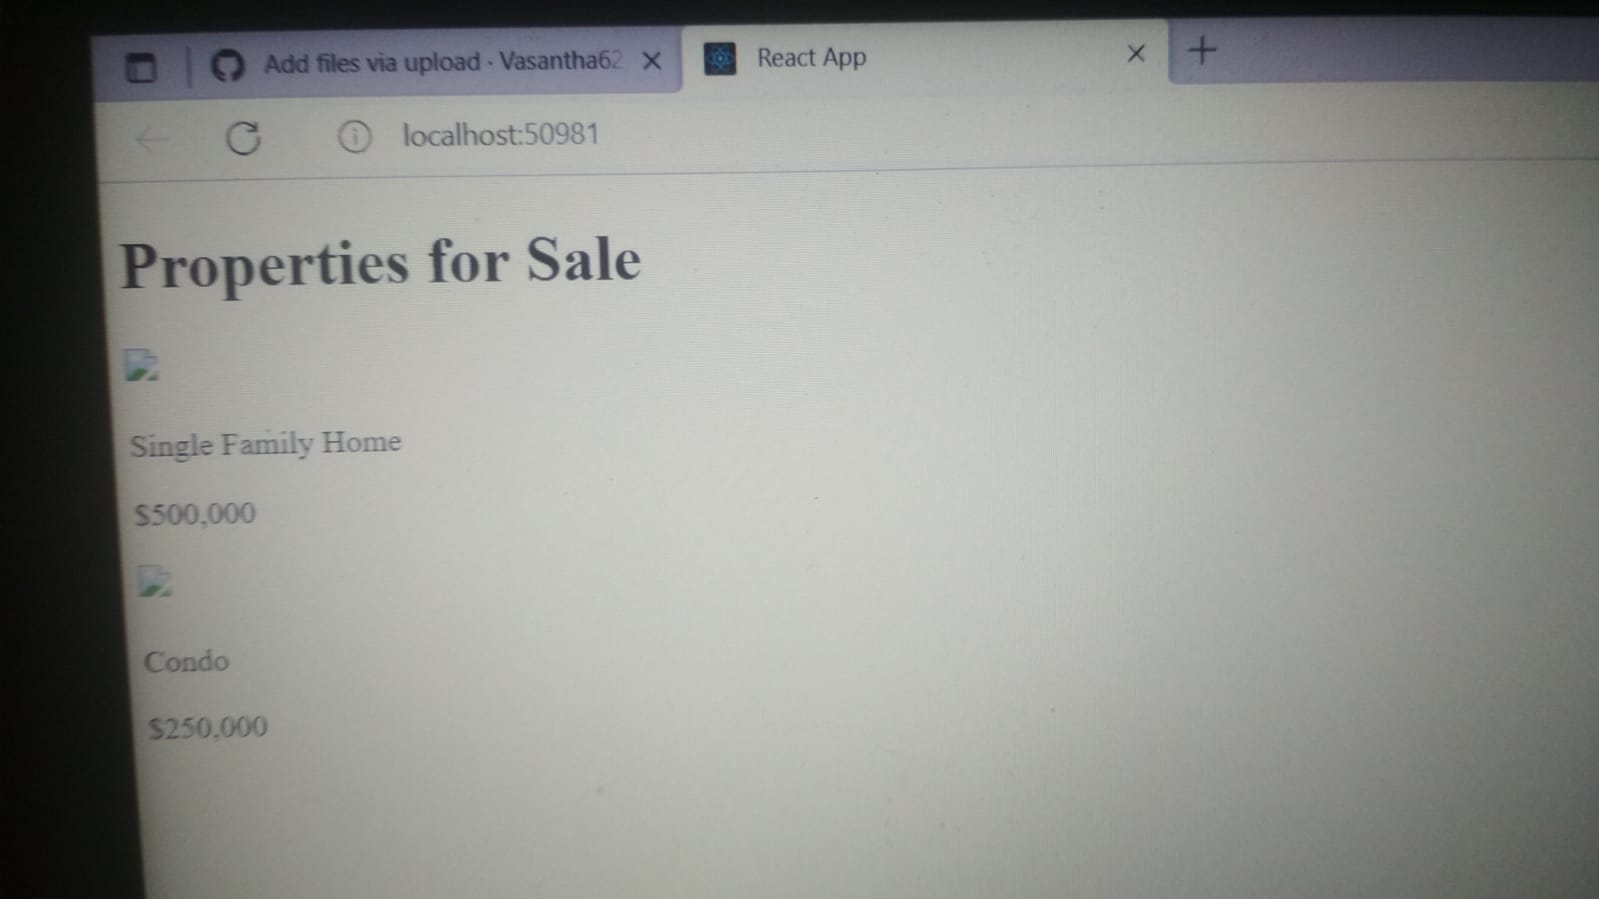 Add files via upload · Vasantha62
React App
localhost:50981
Properties for Sale
Single Family Home
$500,000
Condo
$250,000